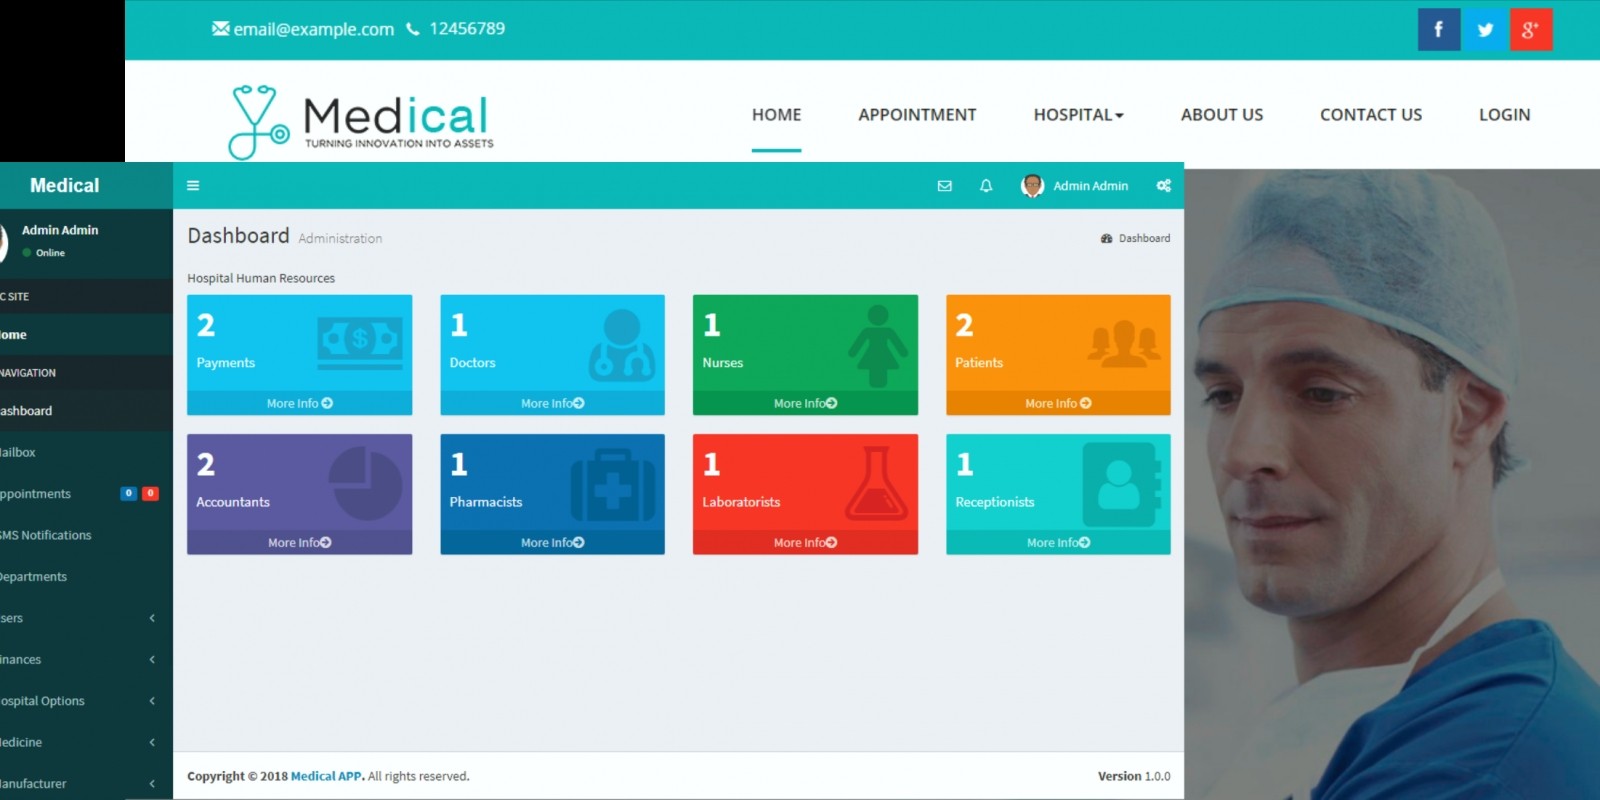 email@example.com 12456789
f
g+
Medical
TURNING INNOVATION INTO ASSETS
HOME APPOINTMENT HOSPITAL ABOUT US CONTACT US LOGIN
Medical
Admin Admin
Admin Admin
Online
Dashboard Administration
Dashboard
Hospital Human Resources
2
Payments
More Info
1
Doctors
More Info
1
Nurses
More Info
2
Patients
More Info
2
Accountants
More Info
1
Pharmacists
More Info
1
Laboratorists
More Info
1
Receptionists
More Info
C SITE
ome
NAVIGATION
ashboard
ailbox
ppointments 0 0
SMS Notifications
Departments
sers
inances
ospital Options
edicine
anufacturer
Copyright © 2018 Medical APP. All rights reserved.
Version 1.0.0